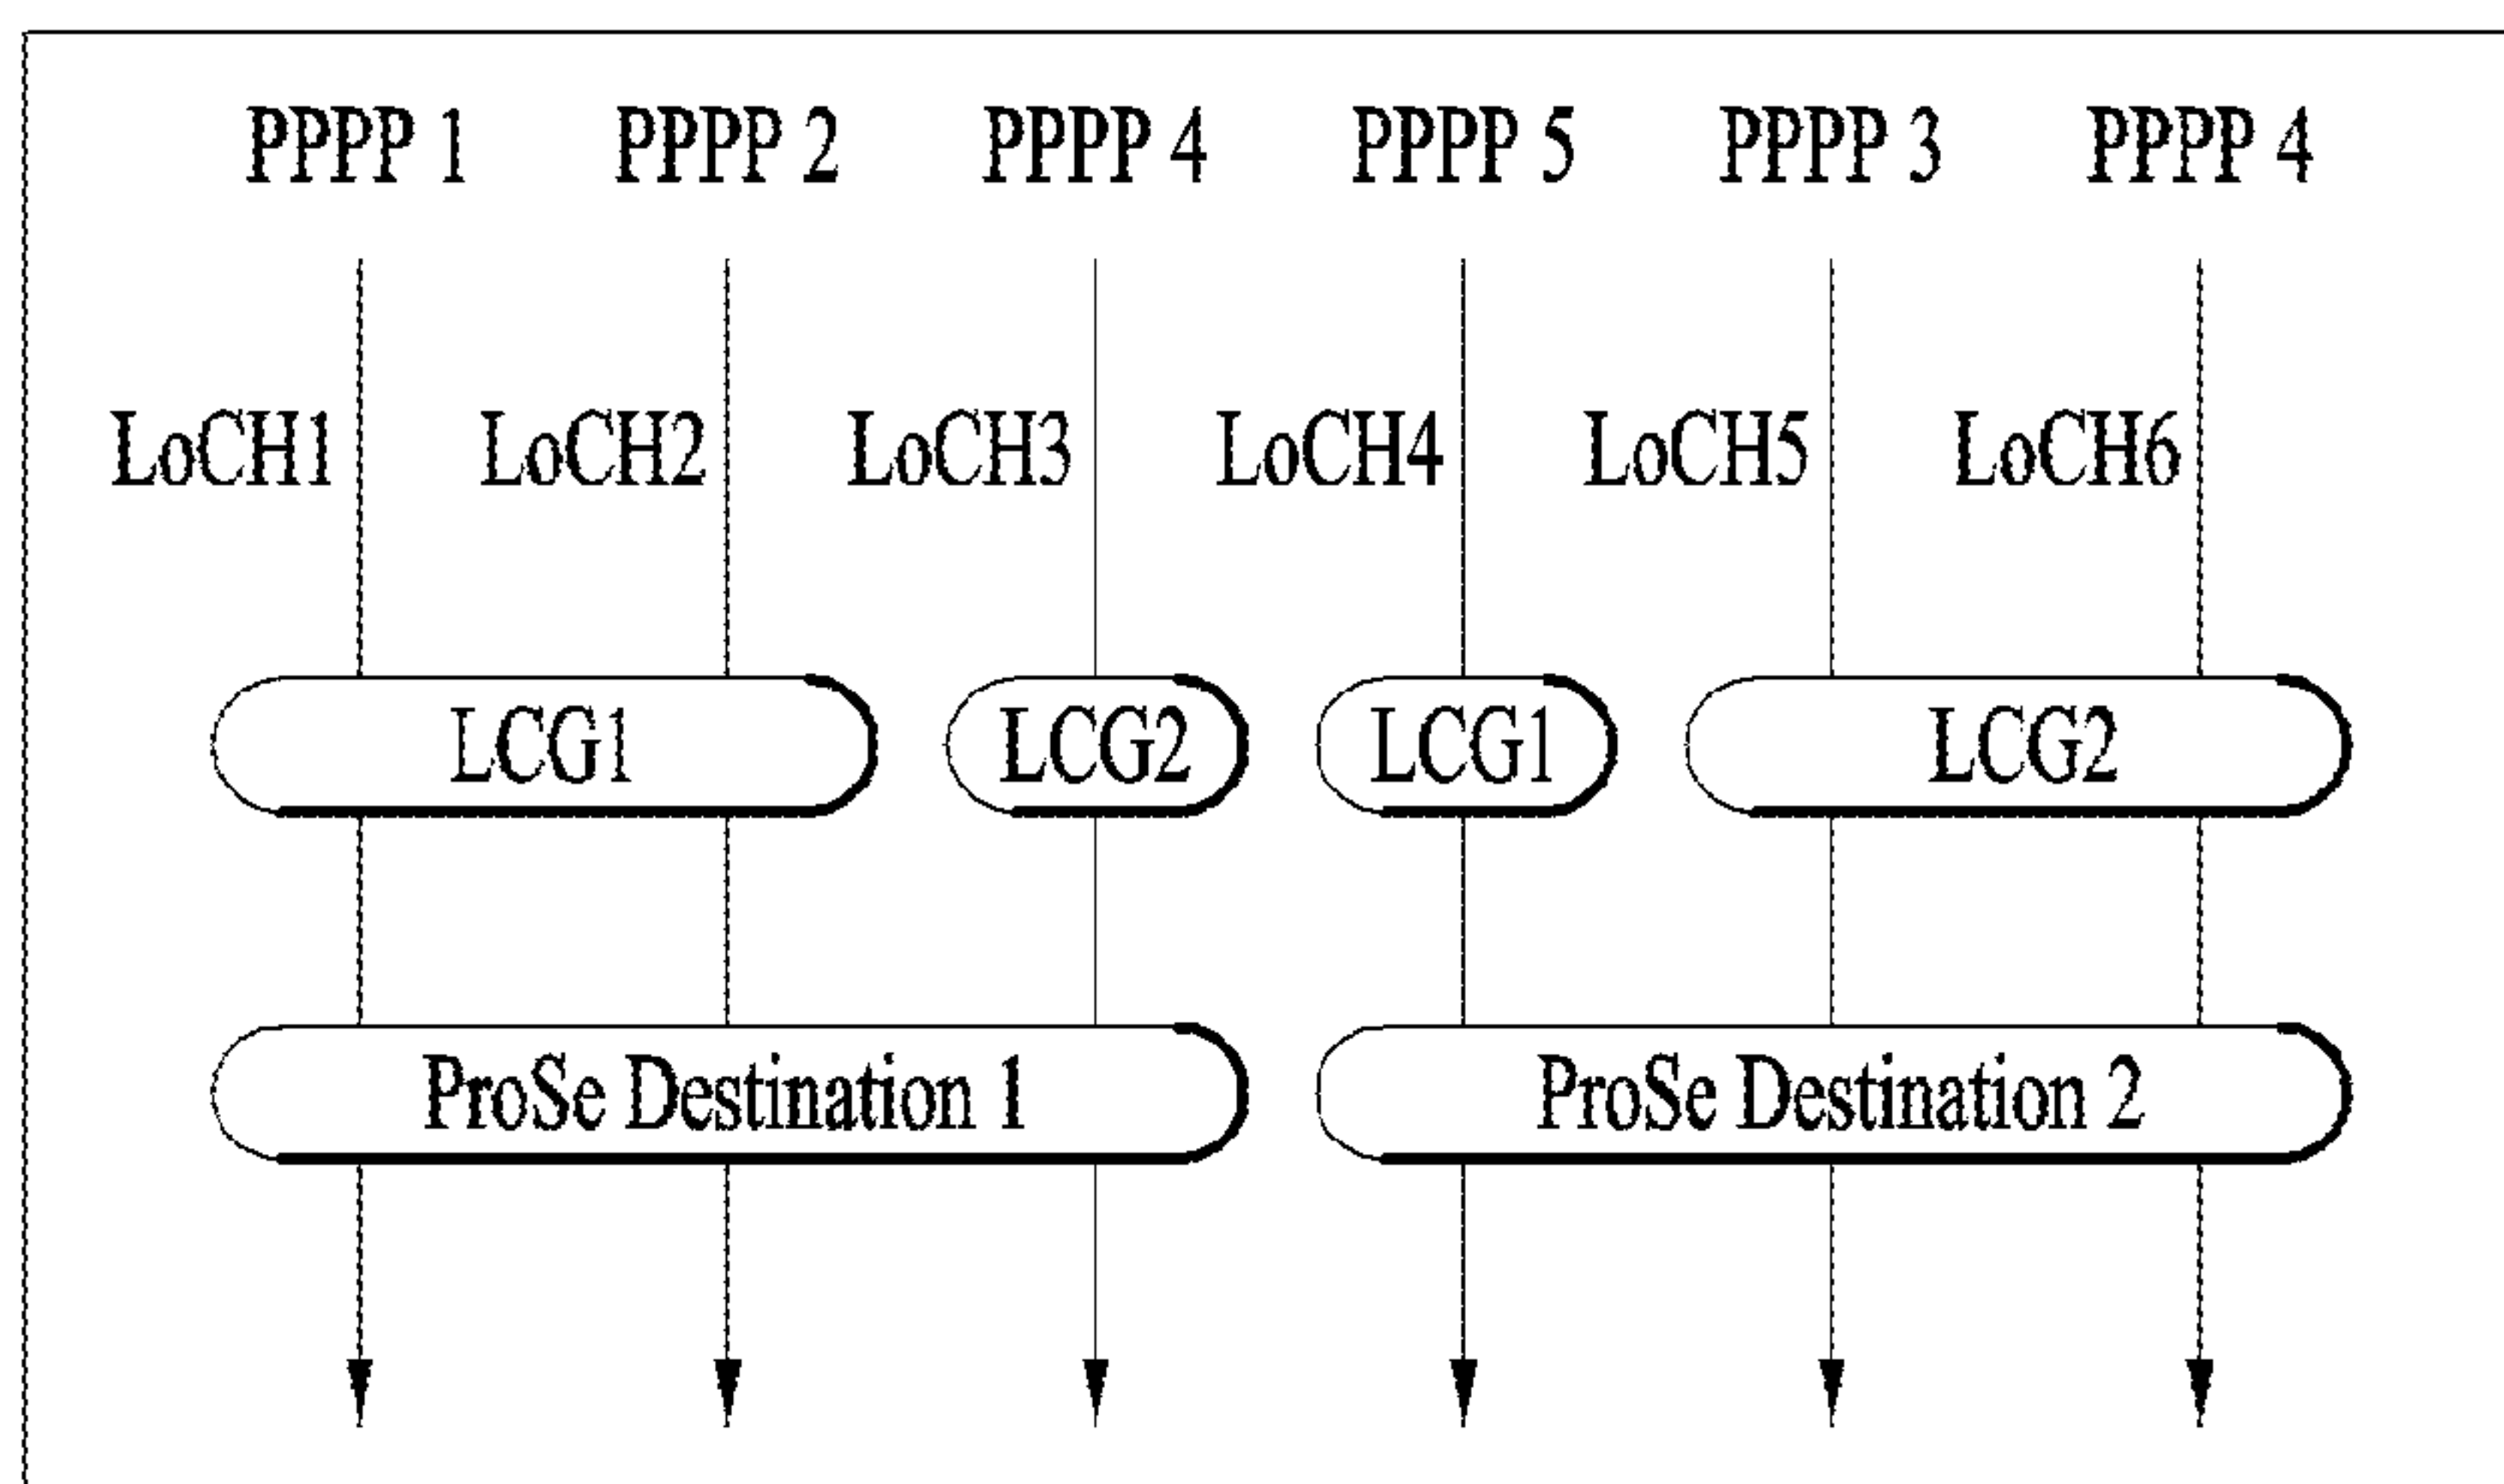 PPPP 1 PPPP 2 PPPP 4 PPPP 5 PPPP 3 PPPP 4
LoCH1 LoCH2 LoCH3 LoCH4 LoCH5 LoCH6
LCG1 LCG2 LCG1 LCG2
ProSe Destination 1 ProSe Destination 2